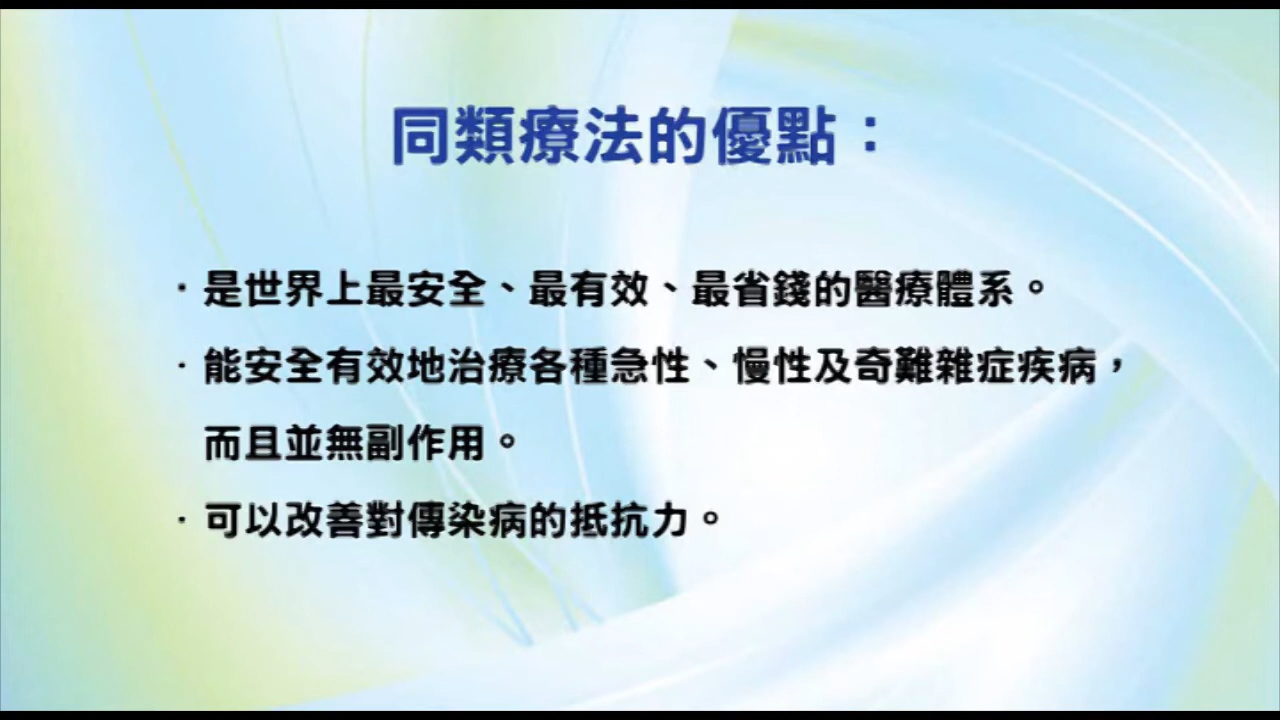 同類療法的優點：
·是世界上最安全、最有效、最省錢的醫療體系。
·能安全有效地治療各種急性、慢性及奇難雜症疾病，
而且並無副作用。
·可以改善對傳染病的抵抗力。